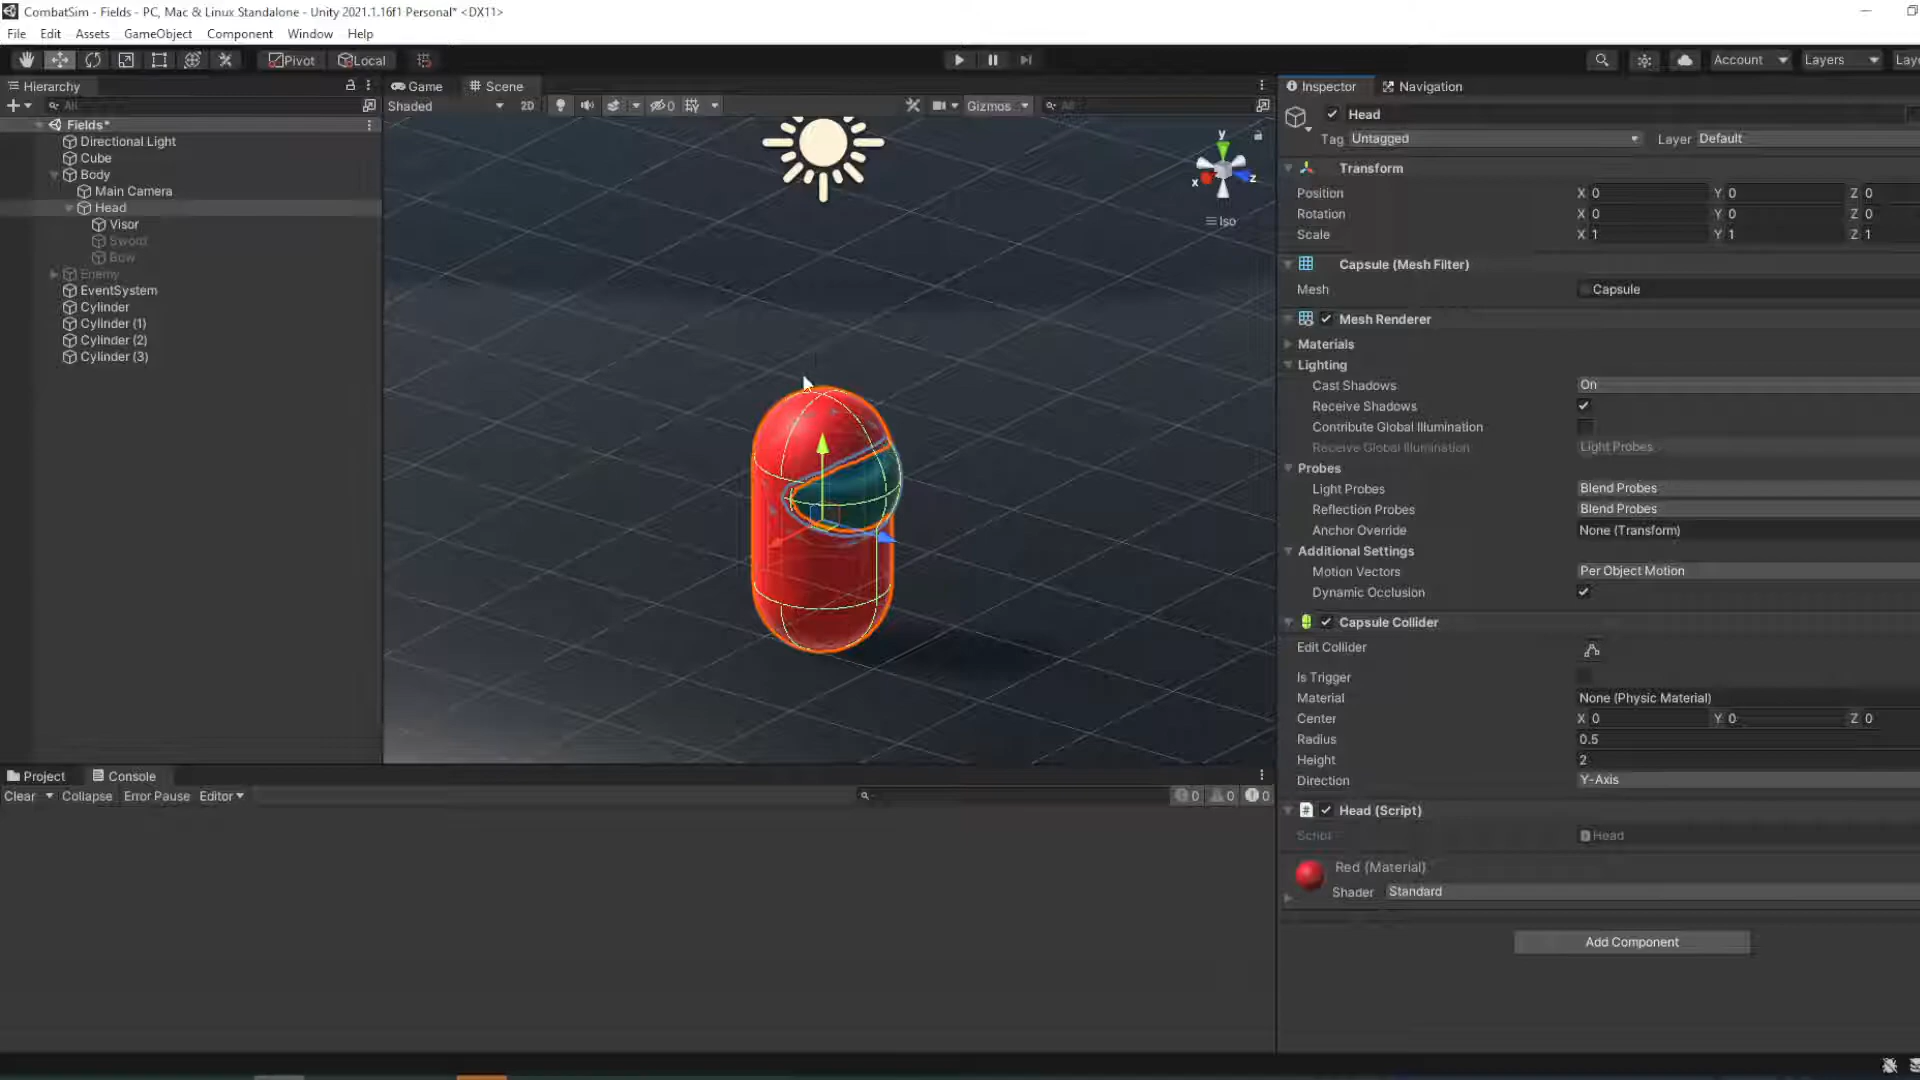 CombatSim - Fields - PC, Mac & Linux Standalone - Unity 2021.1.16f1 Personal* <DX11>
File Edit Assets GameObject Component Window Help
Pivot Local Account Layers
Hierarchy
All
Fields*
Directional Light
Cube
Body
Main Camera
Head
Visor
Sword
Bow
Enemy
EventSystem
Cylinder
Cylinder (1)
Cylinder (2)
Cylinder (3)
Game Scene
Shaded 2D 0 Gizmos All
y
x z
Iso
Project Console
Clear Collapse Error Pause Editor 0 0 0
Inspector Navigation
Head
Tag Untagged Layer Default
Transform
Position X 0 Y 0 Z 0
Rotation X 0 Y 0 Z 0
Scale X 1 Y 1 Z 1
Capsule (Mesh Filter)
Mesh Capsule
Mesh Renderer
Materials
Lighting
Cast Shadows On
Receive Shadows
Contribute Global Illumination
Receive Global Illumination Light Probes
Probes
Light Probes Blend Probes
Reflection Probes Blend Probes
Anchor Override None (Transform)
Additional Settings
Motion Vectors Per Object Motion
Dynamic Occlusion
Capsule Collider
Edit Collider
Is Trigger
Material None (Physic Material)
Center X 0 Y 0 Z 0
Radius 0.5
Height 2
Direction Y-Axis
Head (Script)
Script Head
Red (Material)
Shader Standard
Add Component